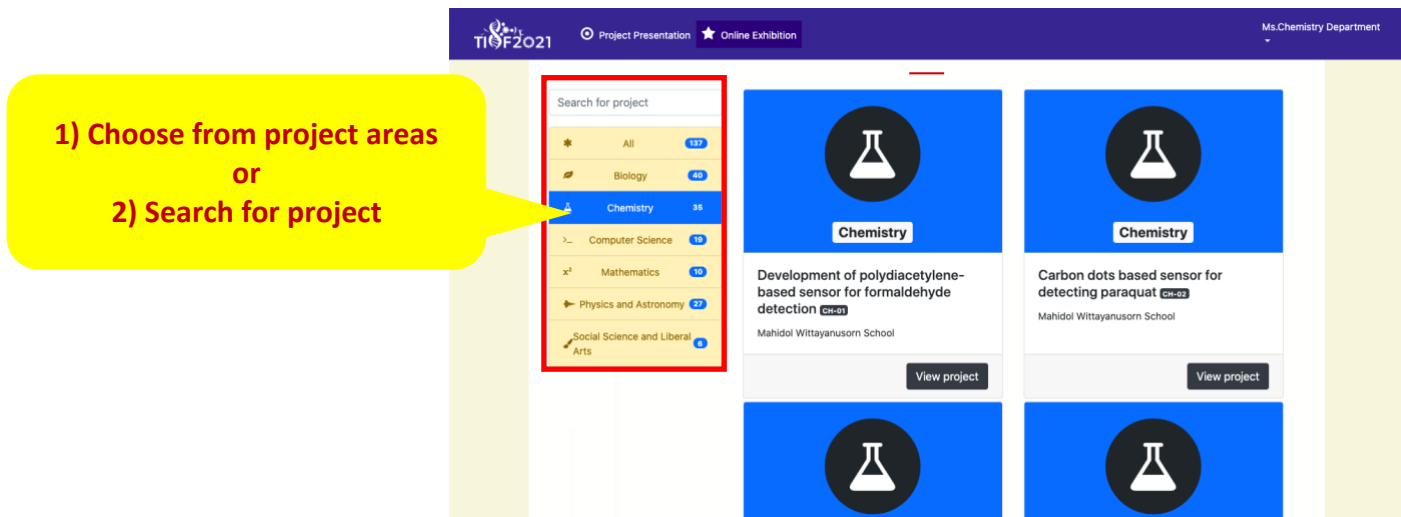 TISF2021
Project Presentation
Online Exhibition
Ms.Chemistry Department
1) Choose from project areas
or
2) Search for project
Search for project
All 137
Biology 40
Chemistry 35
>_ Computer Science 19
x² Mathematics 10
Physics and Astronomy 27
Social Science and Liberal
Arts 6
Chemistry
Development of polydiacetylene-
based sensor for formaldehyde
detection CH-01
Mahidol Wittayanusorn School
View project
Chemistry
Carbon dots based sensor for
detecting paraquat CH-02
Mahidol Wittayanusorn School
View project